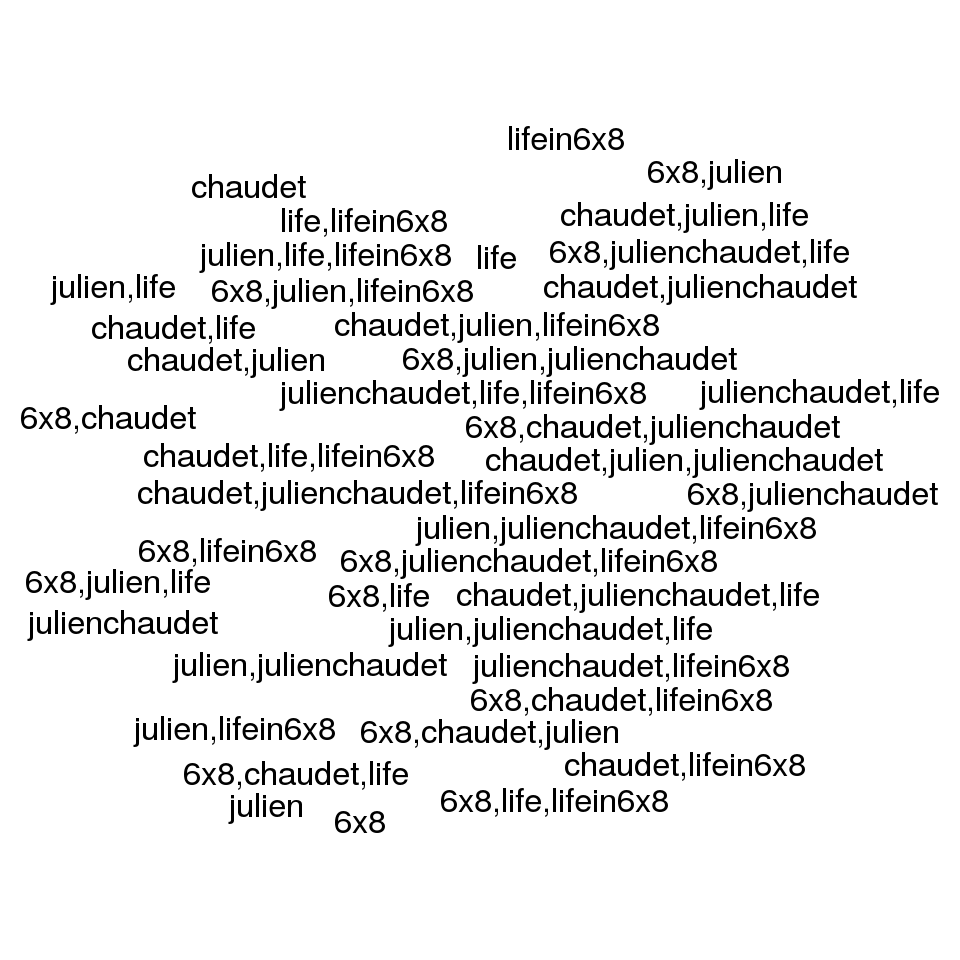 lifein6x8
6x8,julien
chaudet
chaudet,julien,life
life,lifein6x8
julien,life,lifein6x8
life
6x8,julienchaudet,life
julien,life
6x8,julien,lifein6x8
chaudet,julienchaudet
chaudet,life
chaudet,julien,lifein6x8
chaudet,julien
6x8,julien,julienchaudet
julienchaudet,life,lifein6x8
julienchaudet,life
6x8,chaudet
6x8,chaudet,julienchaudet
chaudet,life,lifein6x8
chaudet,julien,julienchaudet
chaudet,julienchaudet,lifein6x8
6x8,julienchaudet
julien,julienchaudet,lifein6x8
6x8,lifein6x8
6x8,julienchaudet,lifein6x8
6x8,julien,life
6x8,life
chaudet,julienchaudet,life
julienchaudet
julien,julienchaudet,life
julien,julienchaudet
julienchaudet,lifein6x8
6x8,chaudet,lifein6x8
julien,lifein6x8
6x8,chaudet,julien
chaudet,lifein6x8
6x8,chaudet,life
julien
6x8,life,lifein6x8
6x8